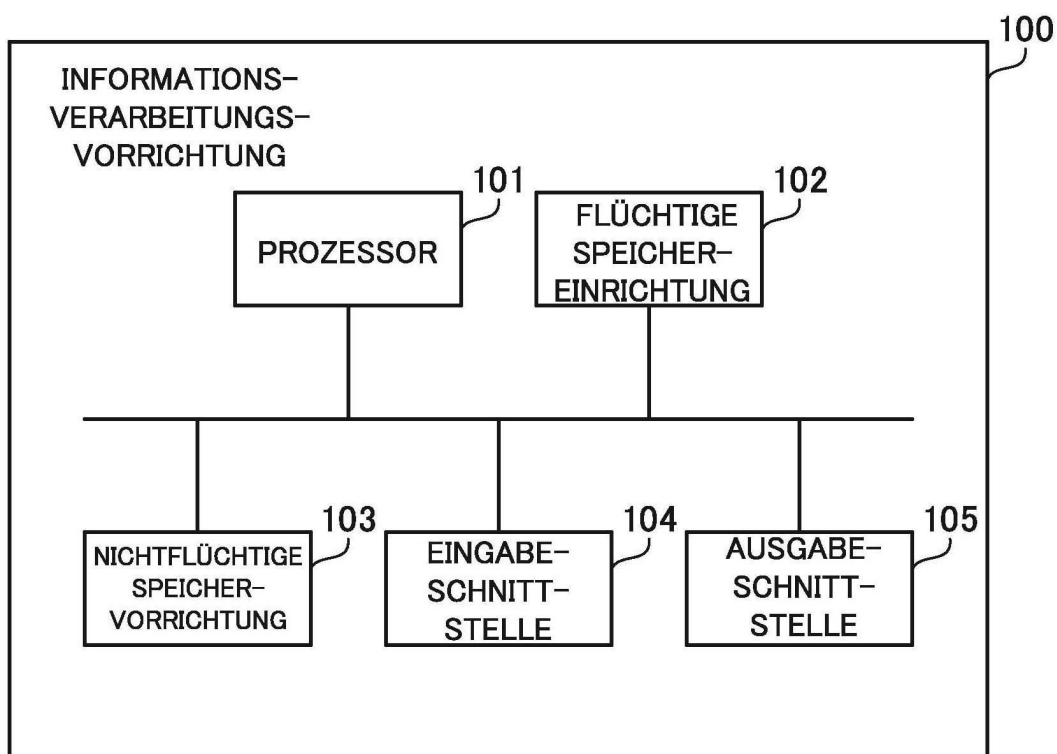 100
INFORMATIONS-
VERARBEITUNGS-
VORRICHTUNG
101
PROZESSOR
102
FLÜCHTIGE
SPEICHER-
EINRICHTUNG
103
NICHTFLÜCHTIGE
SPEICHER-
VORRICHTUNG
104
EINGABE-
SCHNITT-
STELLE
105
AUSGABE-
SCHNITT-
STELLE